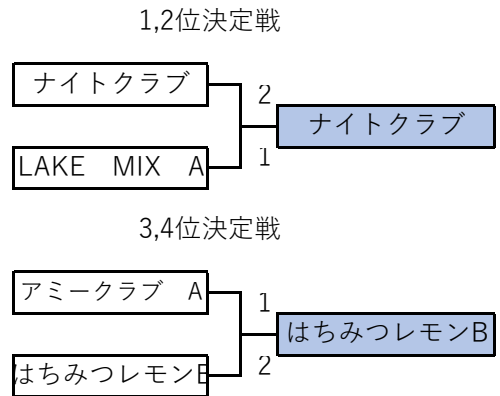 1,2位決定戦
ナイトクラブ
2
ナイトクラブ
1
LAKE　MIX　A
3,4位決定戦
アミークラブ　A
1
はちみつレモンB
はちみつレモンB
2